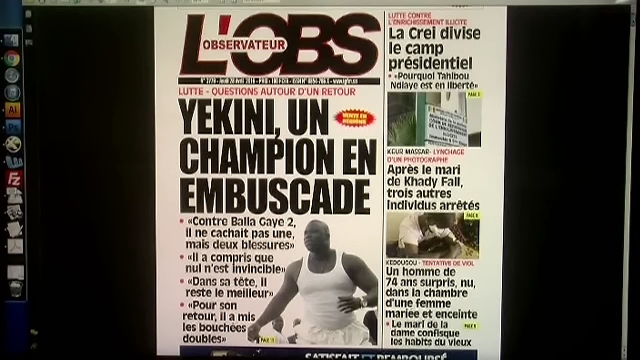 L'OBS
L'OBSERVATEUR
LUTTE - QUESTIONS AUTOUR D'UN RETOUR
YEKINI, UN
CHAMPION EN
EMBUSCADE
• «Contre Balla Gaye 2,
il ne cachait pas une,
mais deux blessures»
• «Il a compris que
nul n'est invincible»
• «Dans sa tête, il
reste le meilleur»
• «Pour son
retour, il a mis
les bouchées
doubles»
LUTTE CONTRE
L'ENRICHISSEMENT ILLICITE
La Crei divise
le camp
présidentiel
• «Pourquoi Tahibou
Ndiaye est en liberté»
KEUR MASSAR- LYNCHAGE
D'UN PHOTOGRAPHE
Après le mari
de Khady Fall,
trois autres
individus arrêtés
KEDOUGOU - TENTATIVE DE VIOL
Un homme de
74 ans surpris, nu,
dans la chambre
d'une femme
mariée et enceinte
• Le mari de la
dame confisque
les habits du vieux
SATISFAIT ET REMBOURSÉ